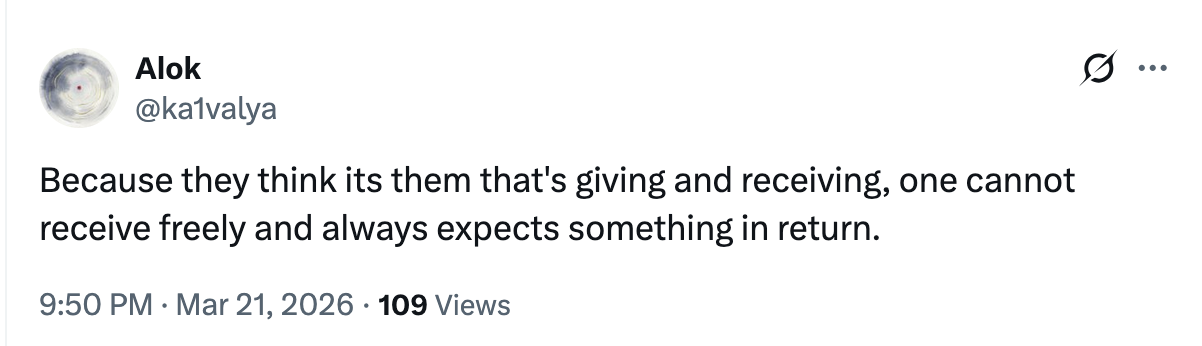 Alok
@ka1valya
Because they think its them that's giving and receiving, one cannot
receive freely and always expects something in return.
9:50 PM · Mar 21, 2026 · 109 Views